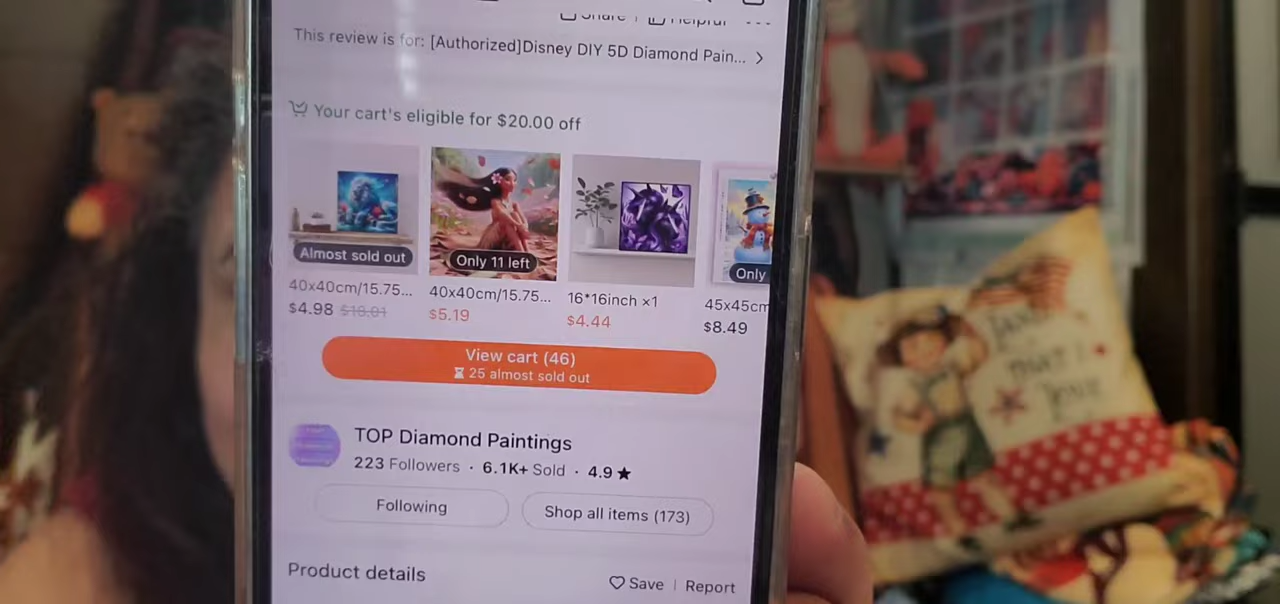 Share | Helpful ...
This review is for: [Authorized]Disney DIY 5D Diamond Pain... >
Your cart's eligible for $20.00 off
Almost sold out
Only 11 left
Only
40x40cm/15.75...
40x40cm/15.75...
16*16inch ×1
45x45cm
$4.98 $18.01
$5.19
$4.44
$8.49
View cart (46)
25 almost sold out
TOP Diamond Paintings
223 Followers · 6.1K+ Sold · 4.9★
Following
Shop all items (173)
Product details
Save | Report